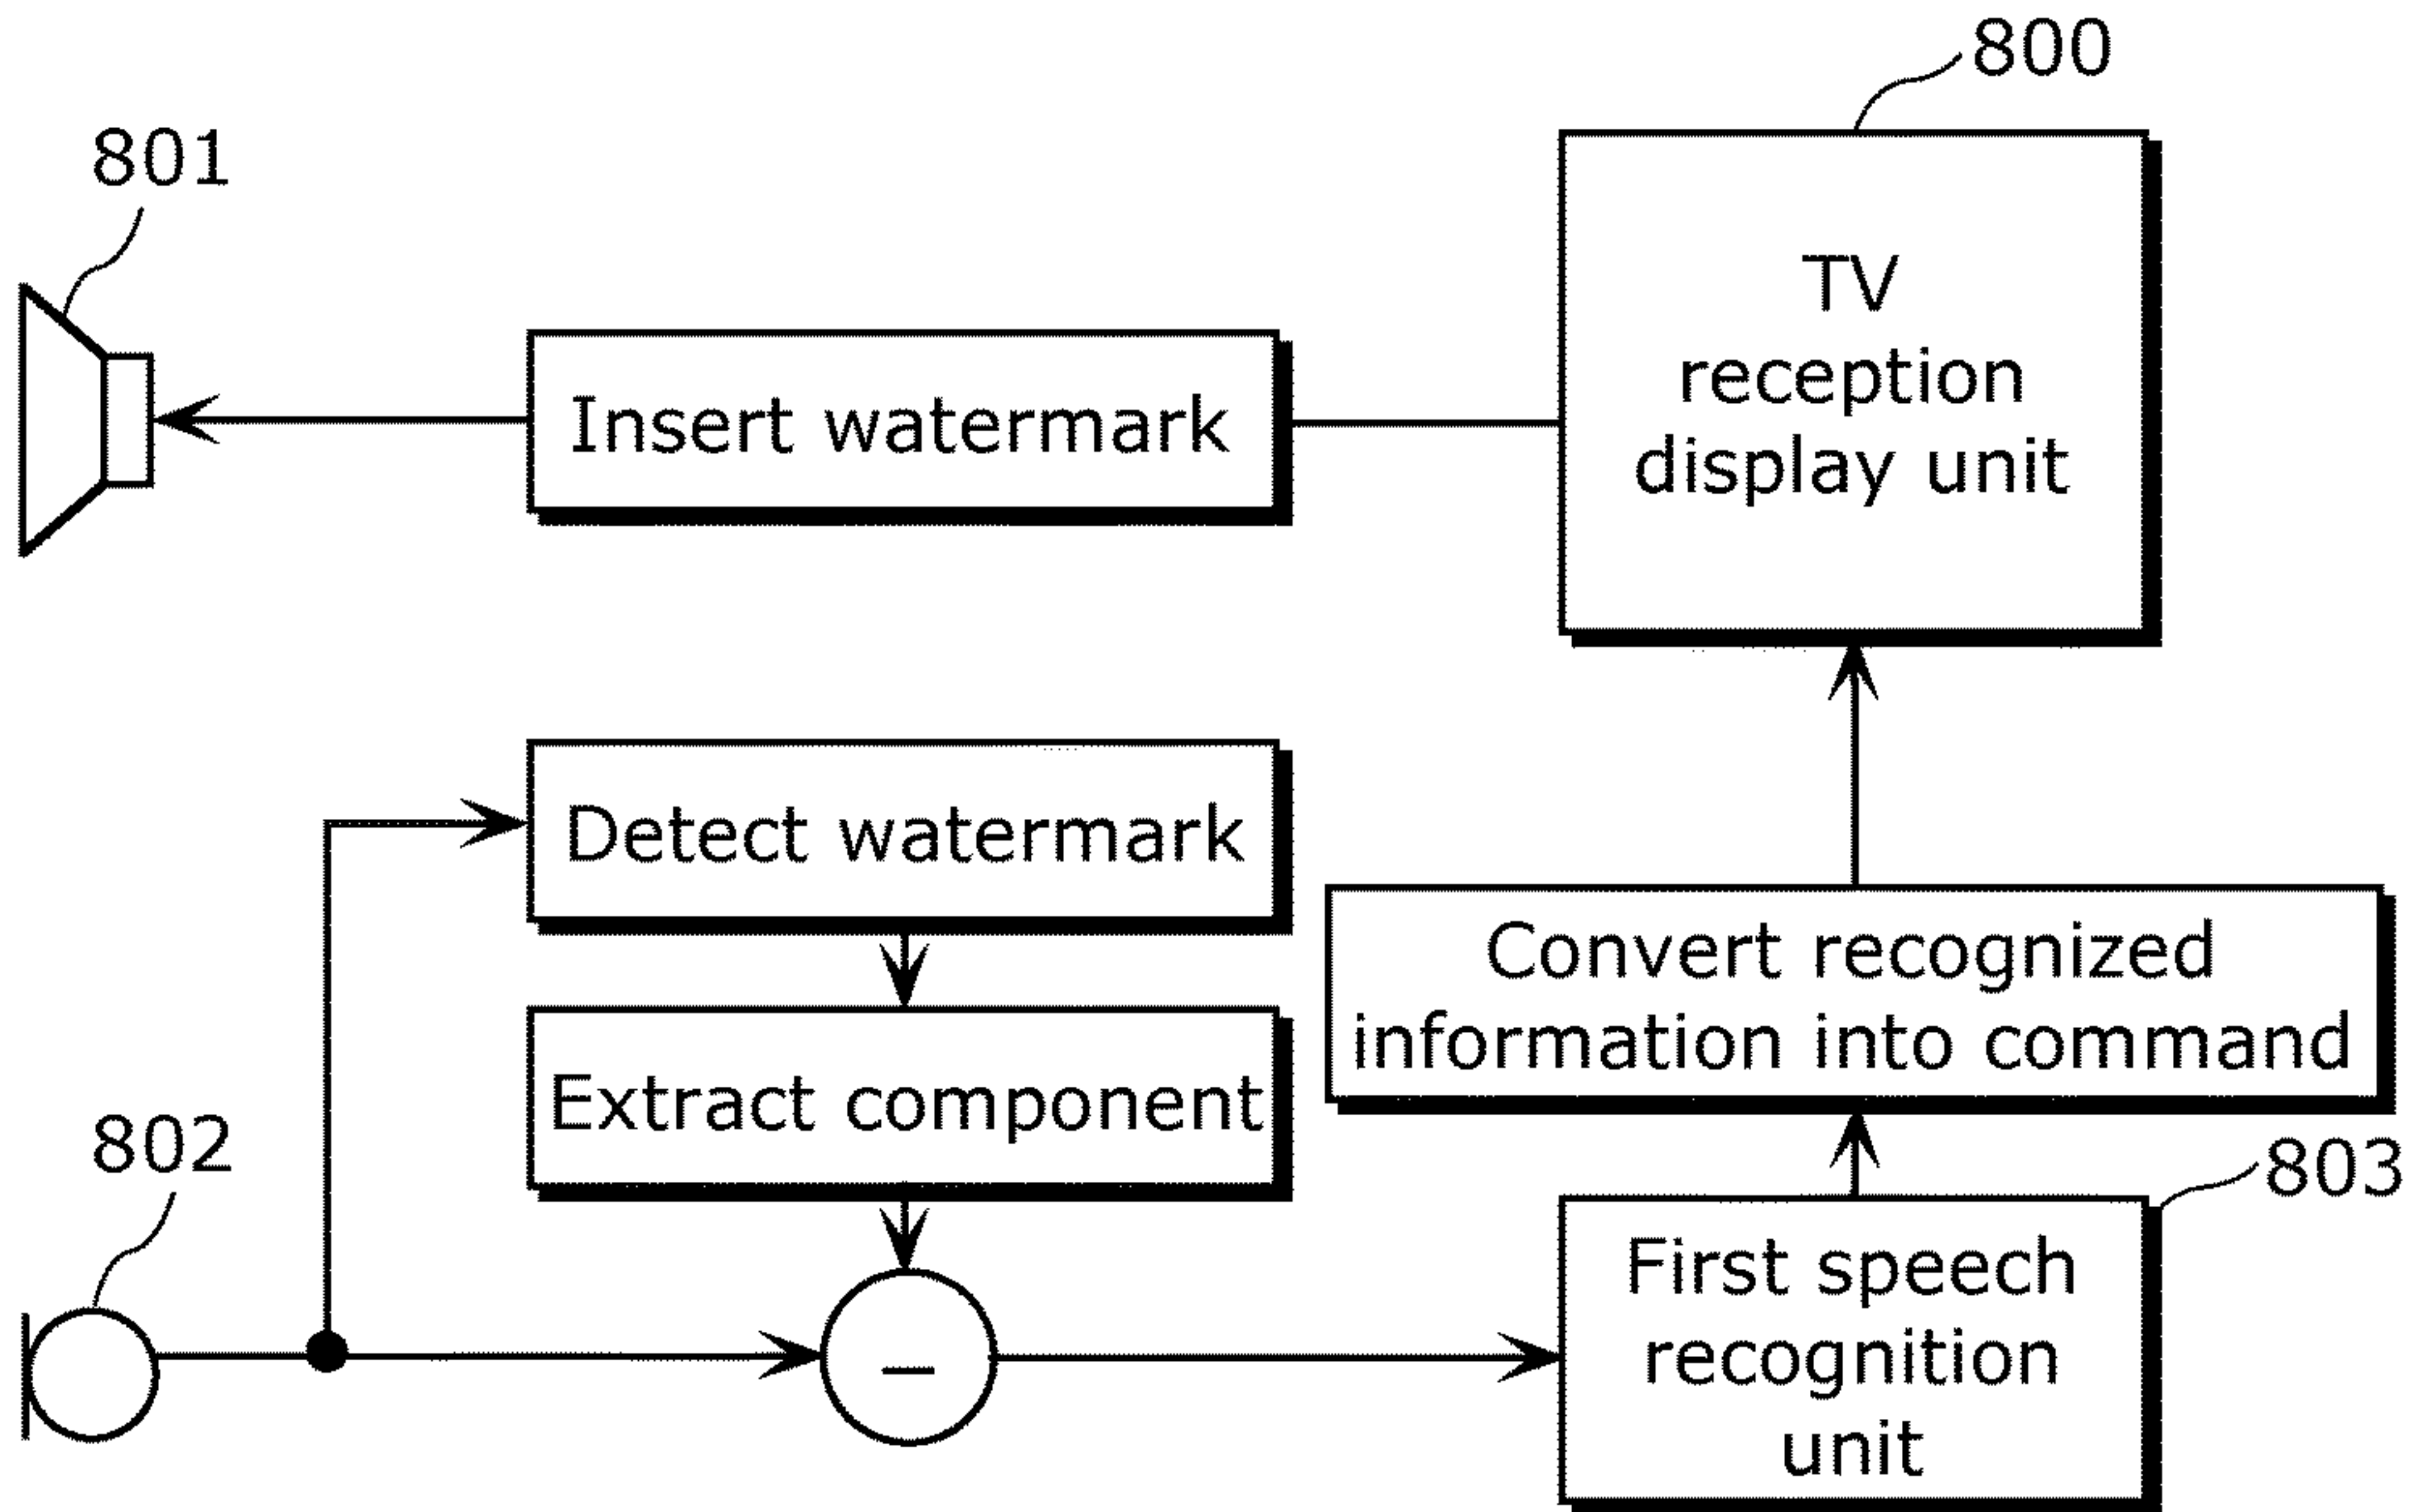 800
801
TV
reception
display unit
Insert watermark
Detect watermark
Convert recognized
information into command
Extract component
802
803
First speech
recognition
unit
−